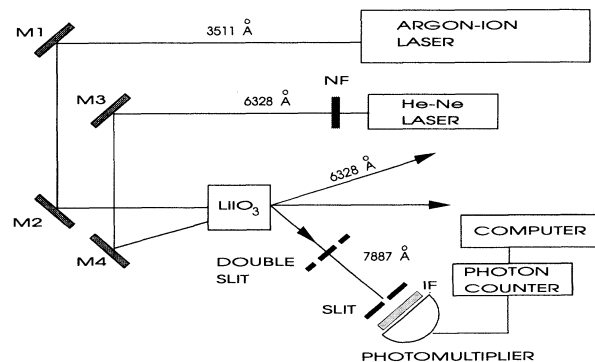 M1
3511 Å
ARGON-ION
LASER
M3
NF
6328 Å
He-Ne
LASER
6328 Å
LiIO3
M2
M4
DOUBLE
SLIT
7887 Å
COMPUTER
PHOTON
COUNTER
IF
SLIT
PHOTOMULTIPLIER